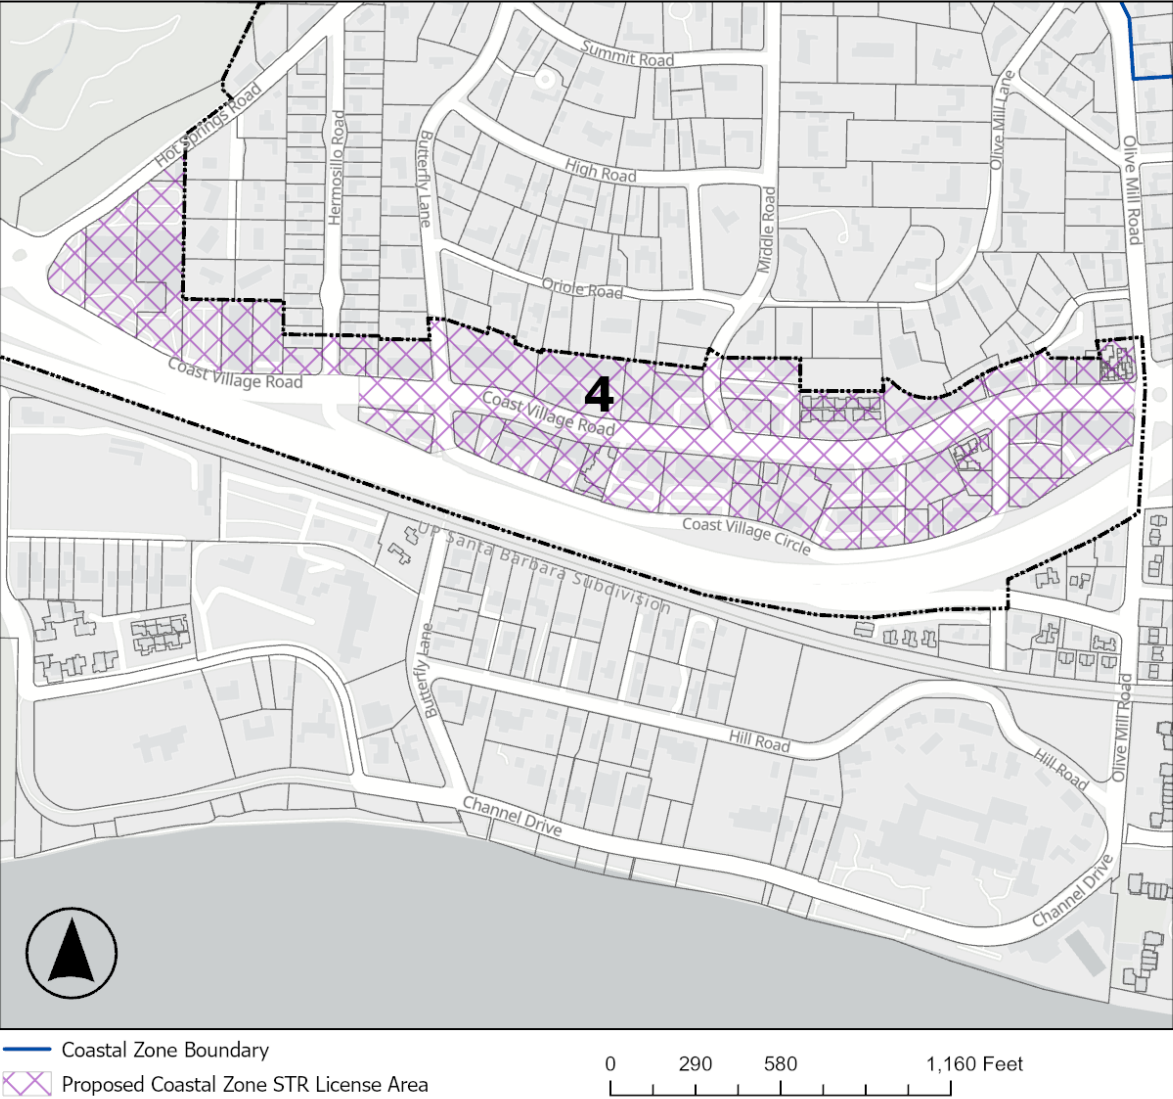 Summit Road
Hot Springs Road
Hermosillo Road
Butterfly Lane
High Road
Middle Road
Olive Mill Lane
Olive Mill Road
Oriole Road
Coast Village Road
4
Coast Village Road
Coast Village Circle
UP Santa Barbara Subdivision
Butterfly Lane
Hill Road
Hill Road
Olive Mill Road
Channel Drive
Channel Drive
Coastal Zone Boundary
Proposed Coastal Zone STR License Area
0 290 580 1,160 Feet